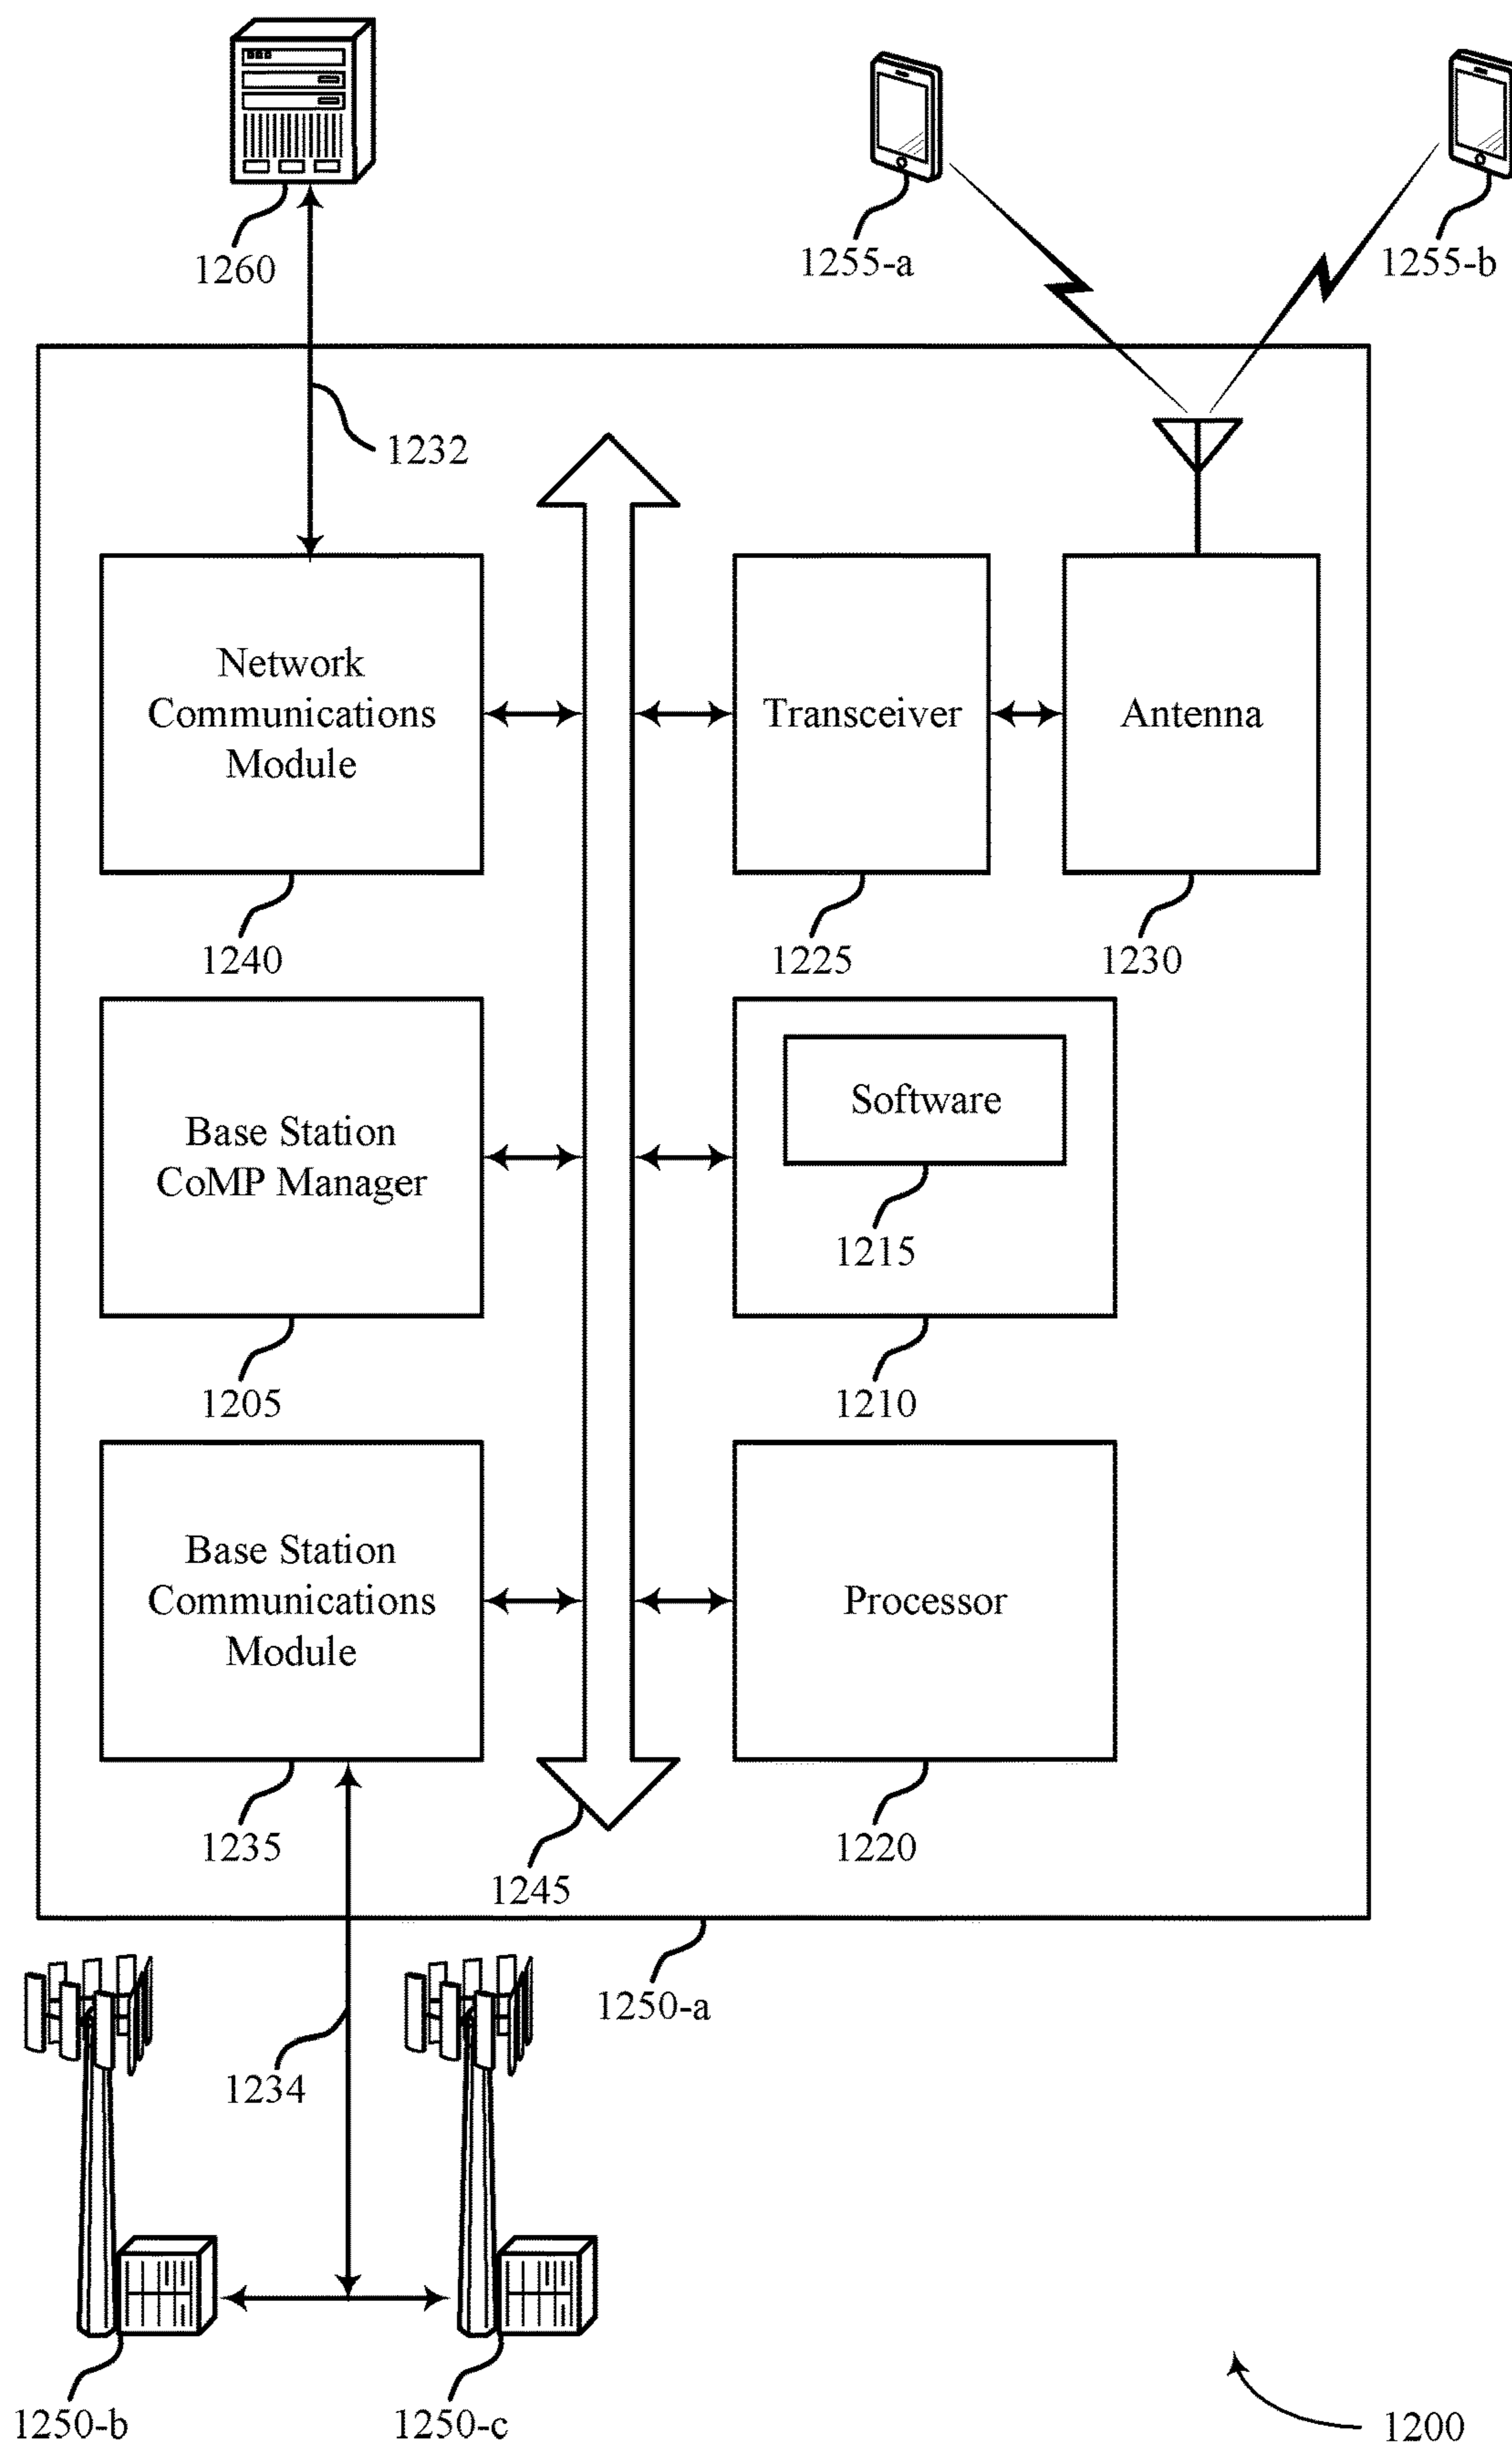 1260
1255-a
1255-b
1232
Network
Communications
Module
Transceiver
Antenna
1240
1225
1230
Base Station
CoMP Manager
Software
1215
1205
1210
Base Station
Communications
Module
Processor
1235
1245
1220
1250-a
1234
1250-b
1250-c
1200